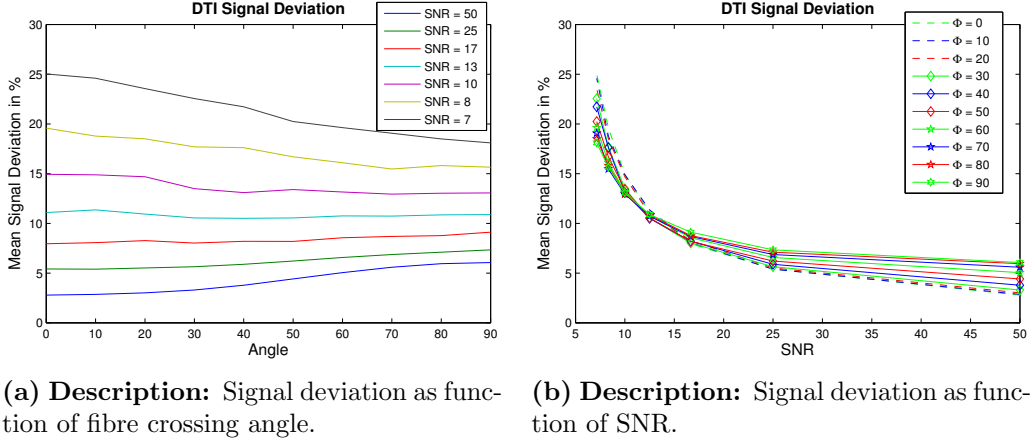 DTI Signal Deviation
30
25
20
15
10
5
0
Mean Signal Deviation in %
0 10 20 30 40 50 60 70 80 90
Angle
SNR = 50
SNR = 25
SNR = 17
SNR = 13
SNR = 10
SNR = 8
SNR = 7
DTI Signal Deviation
30
25
20
15
10
5
0
Mean Signal Deviation in %
5 10 15 20 25 30 35 40 45 50
SNR
Φ = 0
Φ = 10
Φ = 20
Φ = 30
Φ = 40
Φ = 50
Φ = 60
Φ = 70
Φ = 80
Φ = 90
(a) Description: Signal deviation as func-
tion of fibre crossing angle.
(b) Description: Signal deviation as func-
tion of SNR.